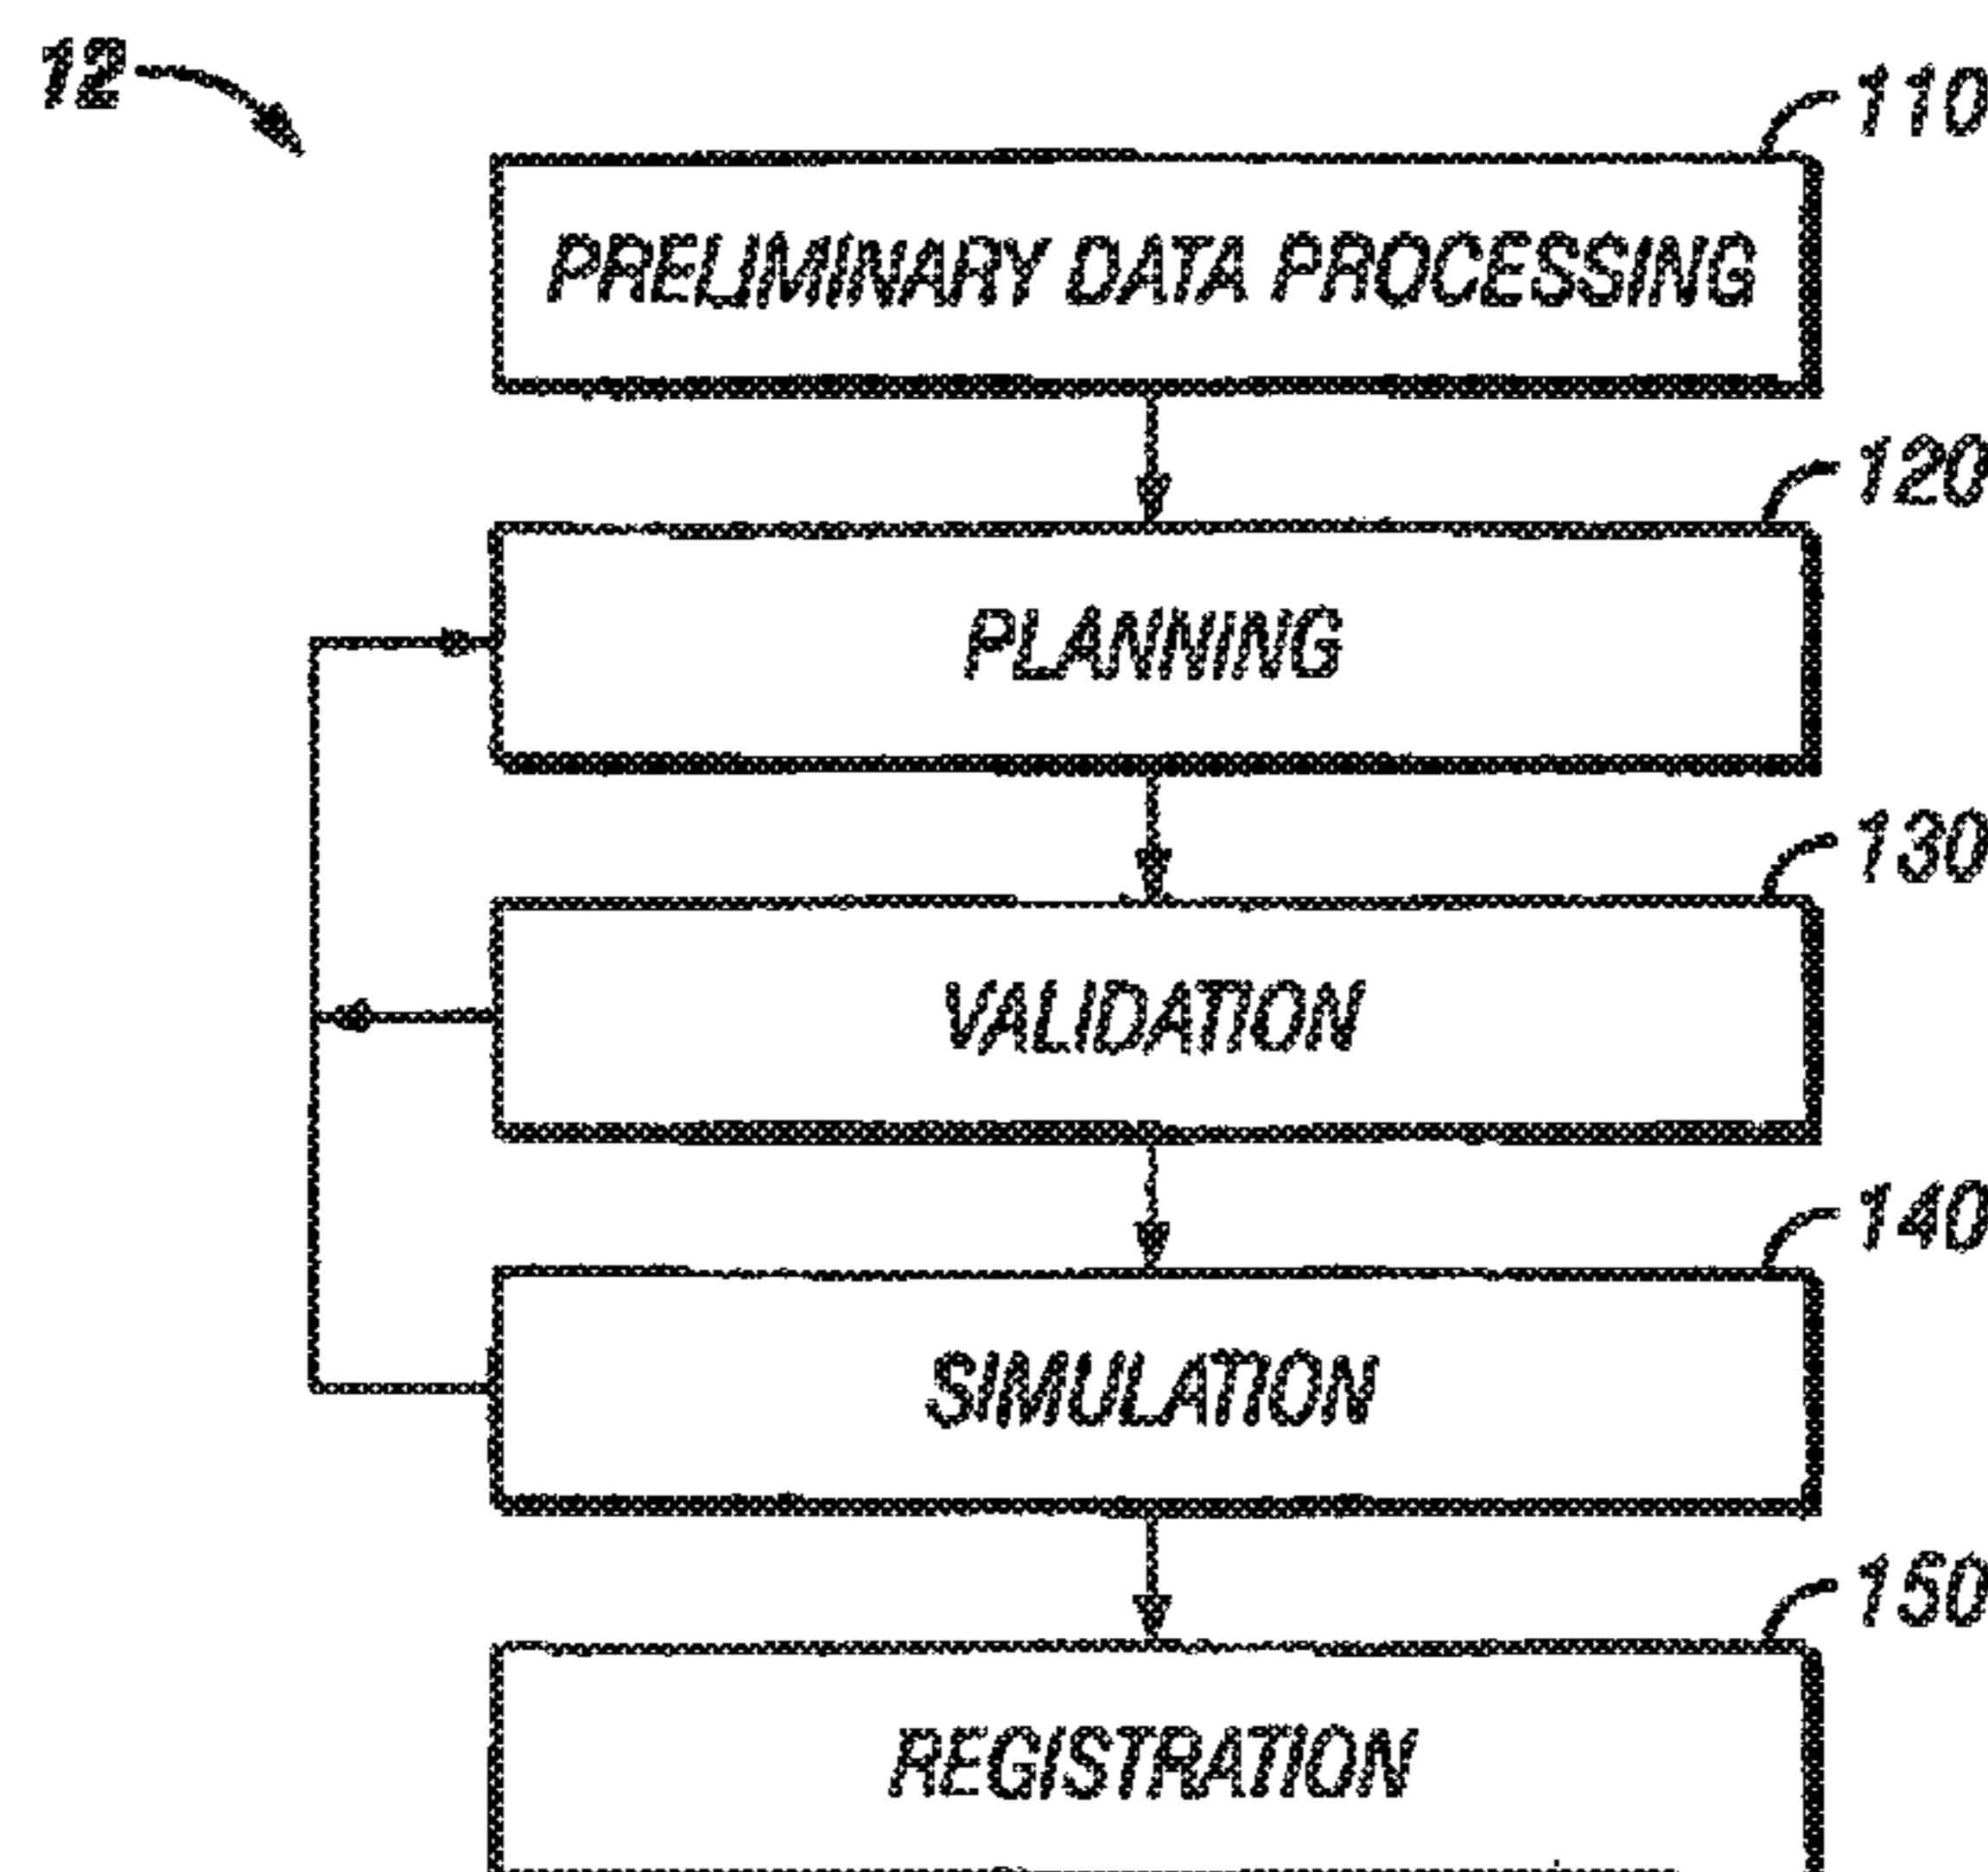 12
110
PRELIMINARY DATA PROCESSING
120
PLANNING
130
VALIDATION
140
SIMULATION
150
REGISTRATION